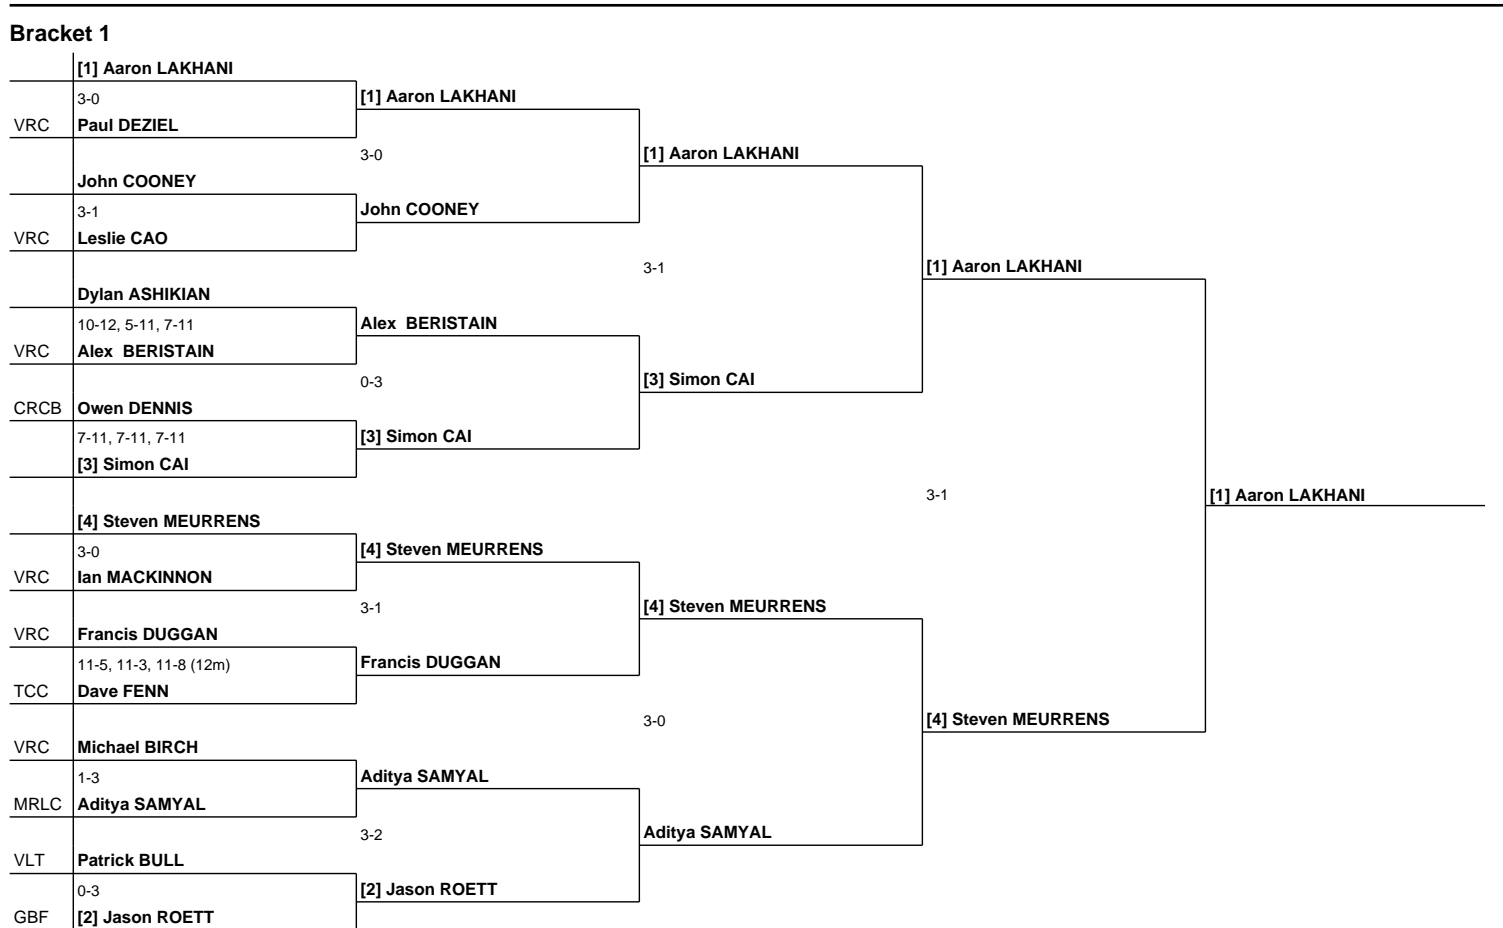 Bracket 1
[1] Aaron LAKHANI
3-0
[1] Aaron LAKHANI
VRC Paul DEZIEL
3-0
[1] Aaron LAKHANI
John COONEY
3-1
John COONEY
VRC Leslie CAO
3-1
[1] Aaron LAKHANI
Dylan ASHIKIAN
10-12, 5-11, 7-11
Alex BERISTAIN
VRC Alex BERISTAIN
0-3
[3] Simon CAI
CRCB Owen DENNIS
7-11, 7-11, 7-11
[3] Simon CAI
[3] Simon CAI
3-1
[1] Aaron LAKHANI
[4] Steven MEURRENS
3-0
[4] Steven MEURRENS
VRC Ian MACKINNON
3-1
[4] Steven MEURRENS
VRC Francis DUGGAN
11-5, 11-3, 11-8 (12m)
Francis DUGGAN
TCC Dave FENN
3-0
[4] Steven MEURRENS
VRC Michael BIRCH
1-3
Aditya SAMYAL
MRLC Aditya SAMYAL
3-2
Aditya SAMYAL
VLT Patrick BULL
0-3
[2] Jason ROETT
GBF [2] Jason ROETT